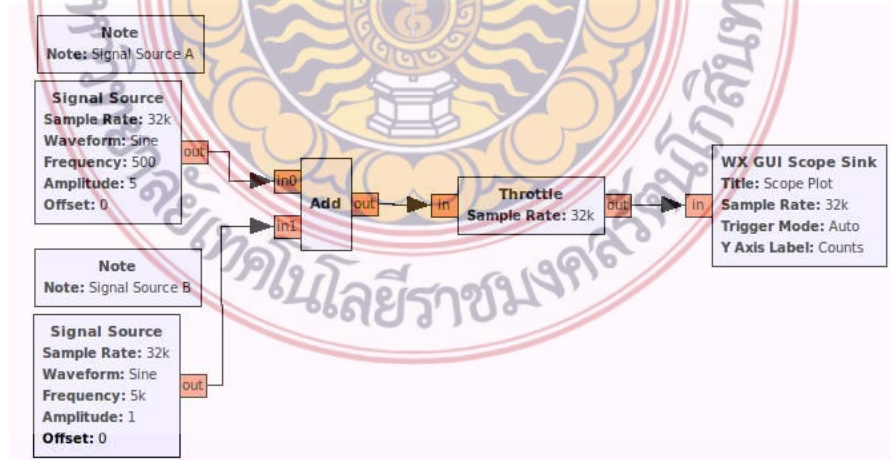 Note
Note: Signal Source A
Signal Source
Sample Rate: 32k
Waveform: Sine
Frequency: 500
Amplitude: 5
Offset: 0
out
in0
in1
Add
out
in
Throttle
Sample Rate: 32k
out
in
WX GUI Scope Sink
Title: Scope Plot
Sample Rate: 32k
Trigger Mode: Auto
Y Axis Label: Counts
Note
Note: Signal Source B
Signal Source
Sample Rate: 32k
Waveform: Sine
Frequency: 5k
Amplitude: 1
Offset: 0
out